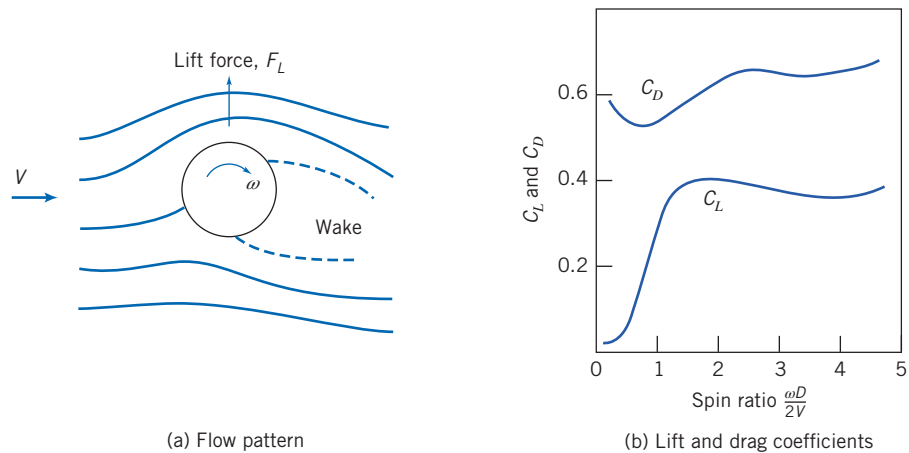 Lift force, F_L
V
ω
Wake
(a) Flow pattern
C_L and C_D
0.6
0.4
0.2
C_D
C_L
0 1 2 3 4 5
Spin ratio ωD/2V
(b) Lift and drag coefficients